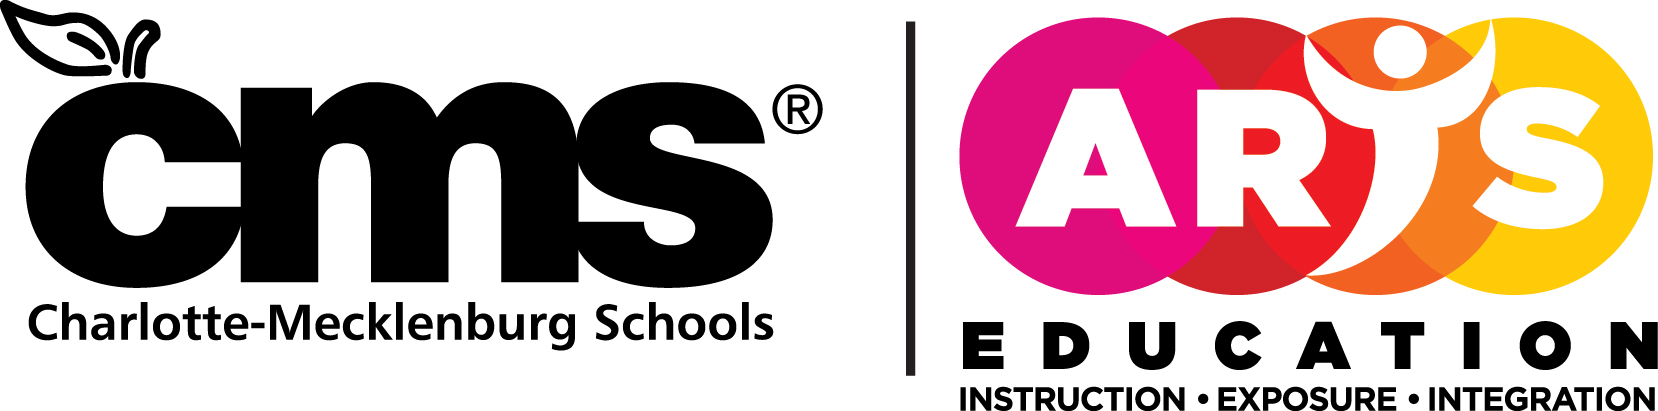 cms®
Charlotte-Mecklenburg Schools
ARTS
EDUCATION
INSTRUCTION • EXPOSURE • INTEGRATION